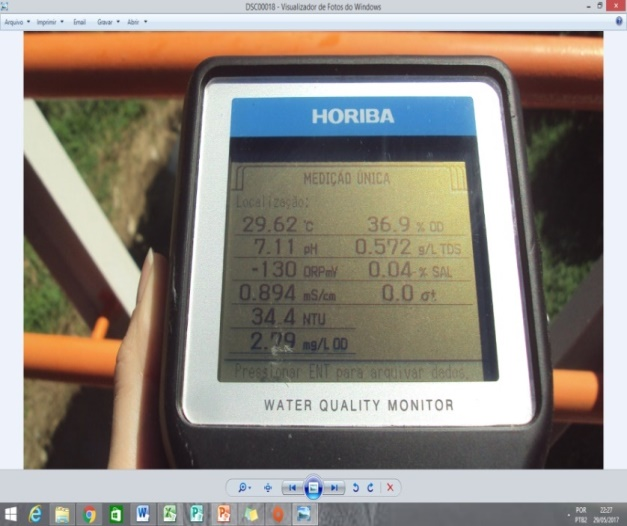 DSC00018 - Visualizador de Fotos do Windows
Arquivo Imprimir Email Gravar Abrir
HORIBA
MEDIÇÃO ÚNICA
Localização:
29.62 °C 36.9 % OD
7.11 pH 0.572 g/L TDS
-130 ORPmV 0.04 % SAL
0.894 mS/cm 0.0 σt
34.4 NTU
2.79 mg/L OD
Pressionar ENT para arquivar dados.
WATER QUALITY MONITOR
POR 22:27
PTB2 29/05/2017